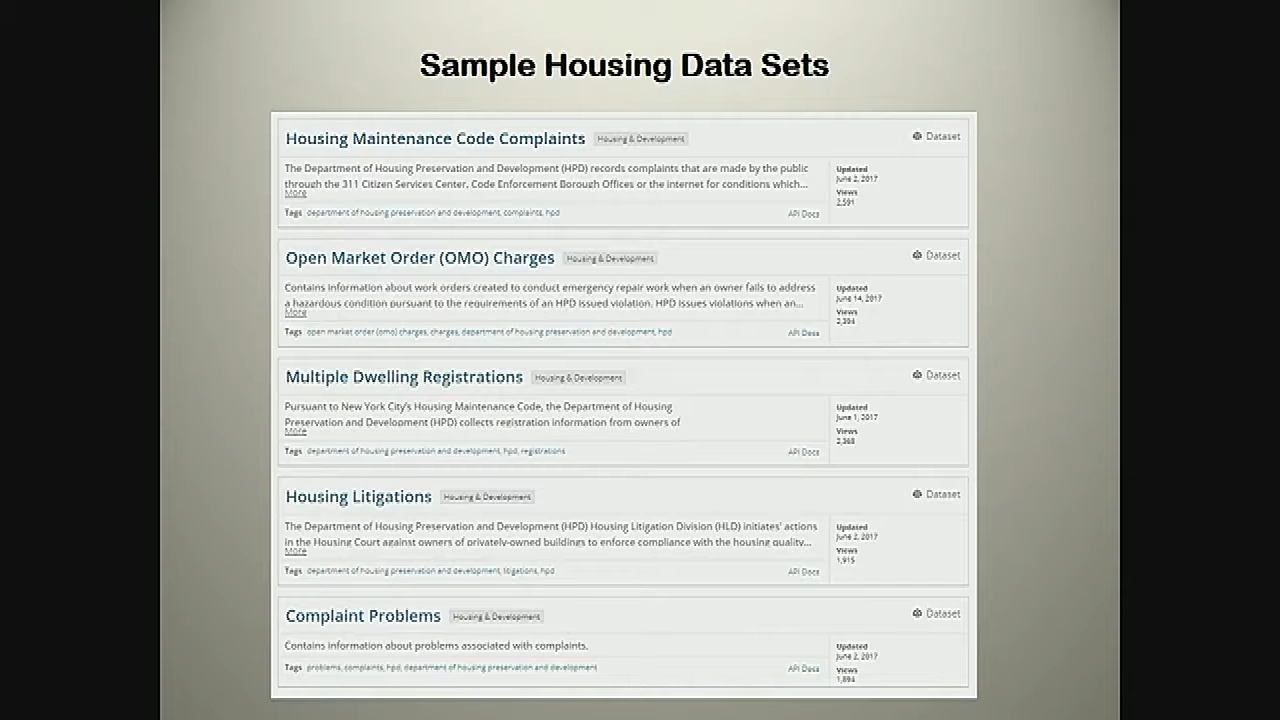 Sample Housing Data Sets
Housing Maintenance Code Complaints Housing & Development Dataset
The Department of Housing Preservation and Development (HPD) records complaints that are made by the public
through the 311 Citizen Services Center, Code Enforcement Borough Offices or the internet for conditions which...
More
Tags department of housing preservation and development, complaints, hpd API Docs
Updated
June 2, 2017
Views
2,591
Open Market Order (OMO) Charges Housing & Development Dataset
Contains information about work orders created to conduct emergency repair work when an owner fails to address
a hazardous condition pursuant to the requirements of an HPD issued violation. HPD issues violations when an...
More
Tags open market order (omo) charges, charges, department of housing preservation and development, hpd API Docs
Updated
June 14, 2017
Views
Multiple Dwelling Registrations Housing & Development Dataset
Pursuant to New York City's Housing Maintenance Code, the Department of Housing
Preservation and Development (HPD) collects registration information from owners of
More
Tags department of housing preservation and development, hpd, registrations API Docs
Updated
June 1, 2017
Views
2,368
Housing Litigations Housing & Development Dataset
The Department of Housing Preservation and Development (HPD) Housing Litigation Division (HLD) initiates' actions
in the Housing Court against owners of privately-owned buildings to enforce compliance with the housing quality...
More
Tags department of housing preservation and development, litigations, hpd API Docs
Updated
June 2, 2017
Views
1,915
Complaint Problems Housing & Development Dataset
Contains information about problems associated with complaints.
Tags problems, complaints, hpd, department of housing preservation and development API Docs
Updated
June 2, 2017
Views
1,894